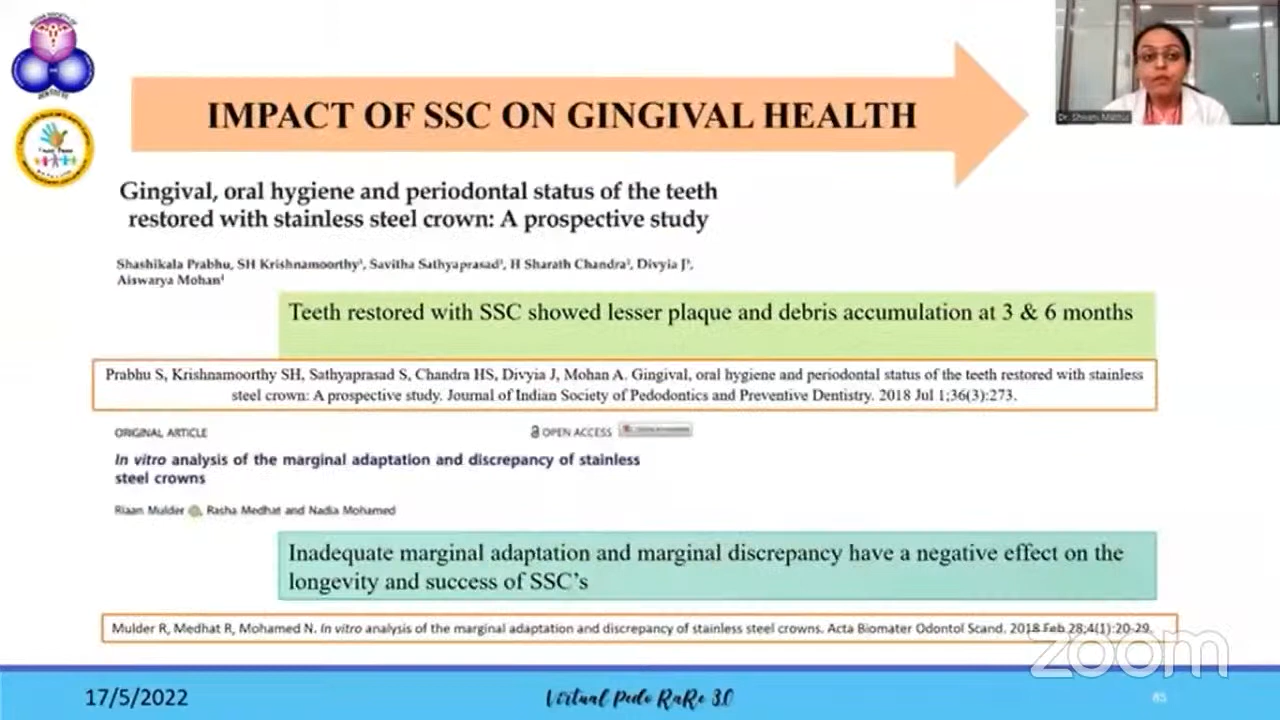 IMPACT OF SSC ON GINGIVAL HEALTH
Gingival, oral hygiene and periodontal status of the teeth
restored with stainless steel crown: A prospective study
Shashikala Prabhu, SH Krishnamoorthy¹, Savitha Sathyaprasad¹, H Sharath Chandra², Divyia J³,
Aiswarya Mohan¹
Teeth restored with SSC showed lesser plaque and debris accumulation at 3 & 6 months
Prabhu S, Krishnamoorthy SH, Sathyaprasad S, Chandra HS, Divyia J, Mohan A. Gingival, oral hygiene and periodontal status of the teeth restored with stainless
steel crown: A prospective study. Journal of Indian Society of Pedodontics and Preventive Dentistry. 2018 Jul 1;36(3):273.
ORIGINAL ARTICLE
OPEN ACCESS
In vitro analysis of the marginal adaptation and discrepancy of stainless
steel crowns
Riaan Mulder, Rasha Medhat and Nadia Mohamed
Inadequate marginal adaptation and marginal discrepancy have a negative effect on the
longevity and success of SSC's
Mulder R, Medhat R, Mohamed N. In vitro analysis of the marginal adaptation and discrepancy of stainless steel crowns. Acta Biomater Odontol Scand. 2018 Feb 28;4(1):20-29.
zoom
17/5/2022
Virtual Pedo RaRe 3.0
65